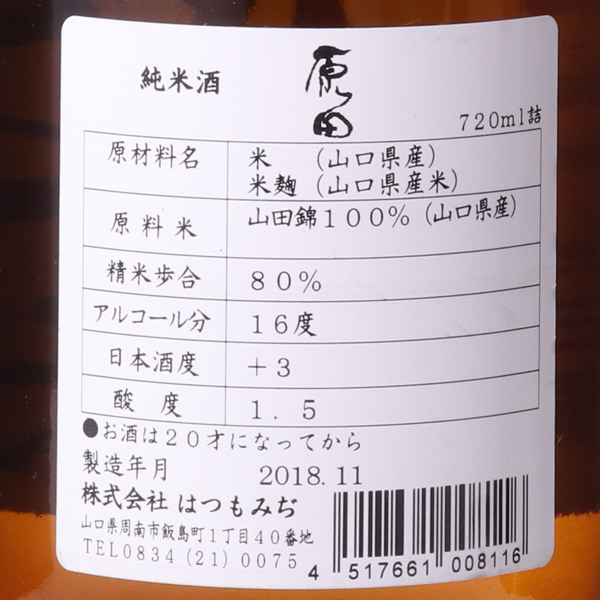 純米酒
原田
720ml詰
原材料名 米 (山口県産)
米麹 (山口県産米)
原料米 山田錦100% (山口県産)
精米歩合 80%
アルコール分 16度
日本酒度 +3
酸度 1.5
●お酒は20才になってから
製造年月 2018.11
株式会社 はつもみぢ
山口県周南市飯島町1丁目40番地
TEL0834 (21) 0075
4 517661 008116